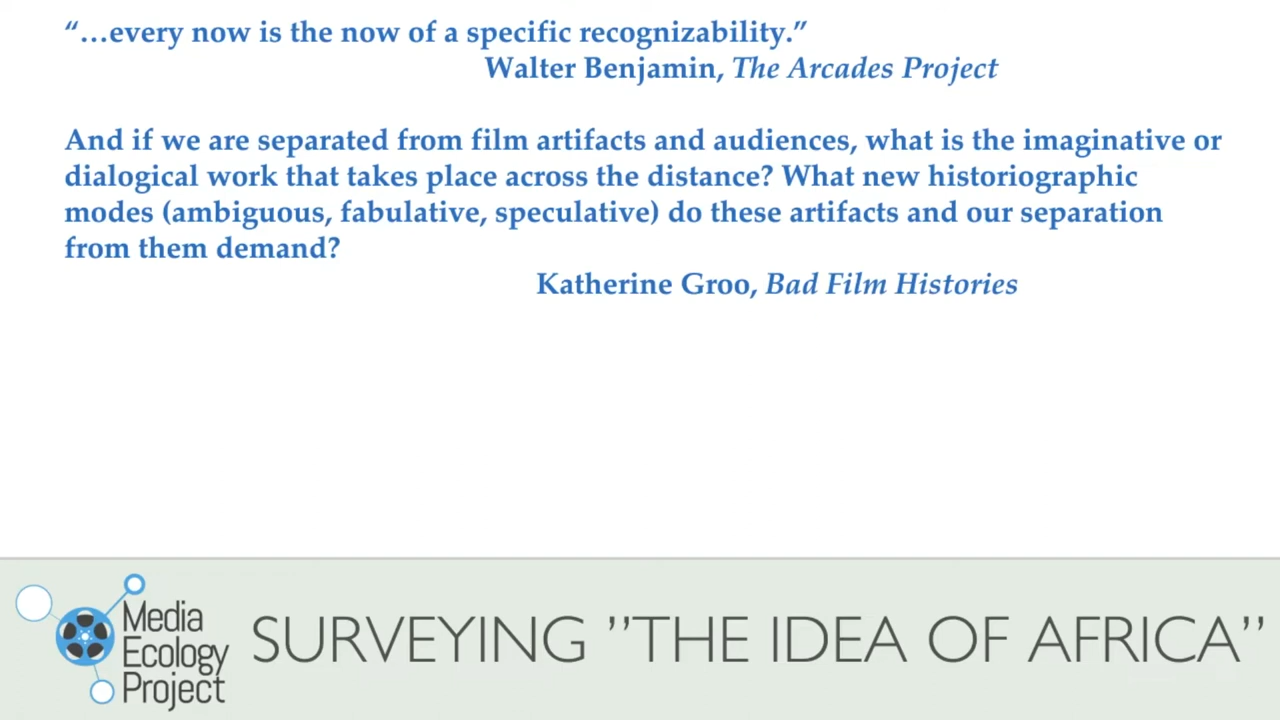 “…every now is the now of a specific recognizability.”
Walter Benjamin, The Arcades Project
And if we are separated from film artifacts and audiences, what is the imaginative or
dialogical work that takes place across the distance? What new historiographic
modes (ambiguous, fabulative, speculative) do these artifacts and our separation
from them demand?
Katherine Groo, Bad Film Histories
Media
Ecology
Project
SURVEYING ”THE IDEA OF AFRICA”